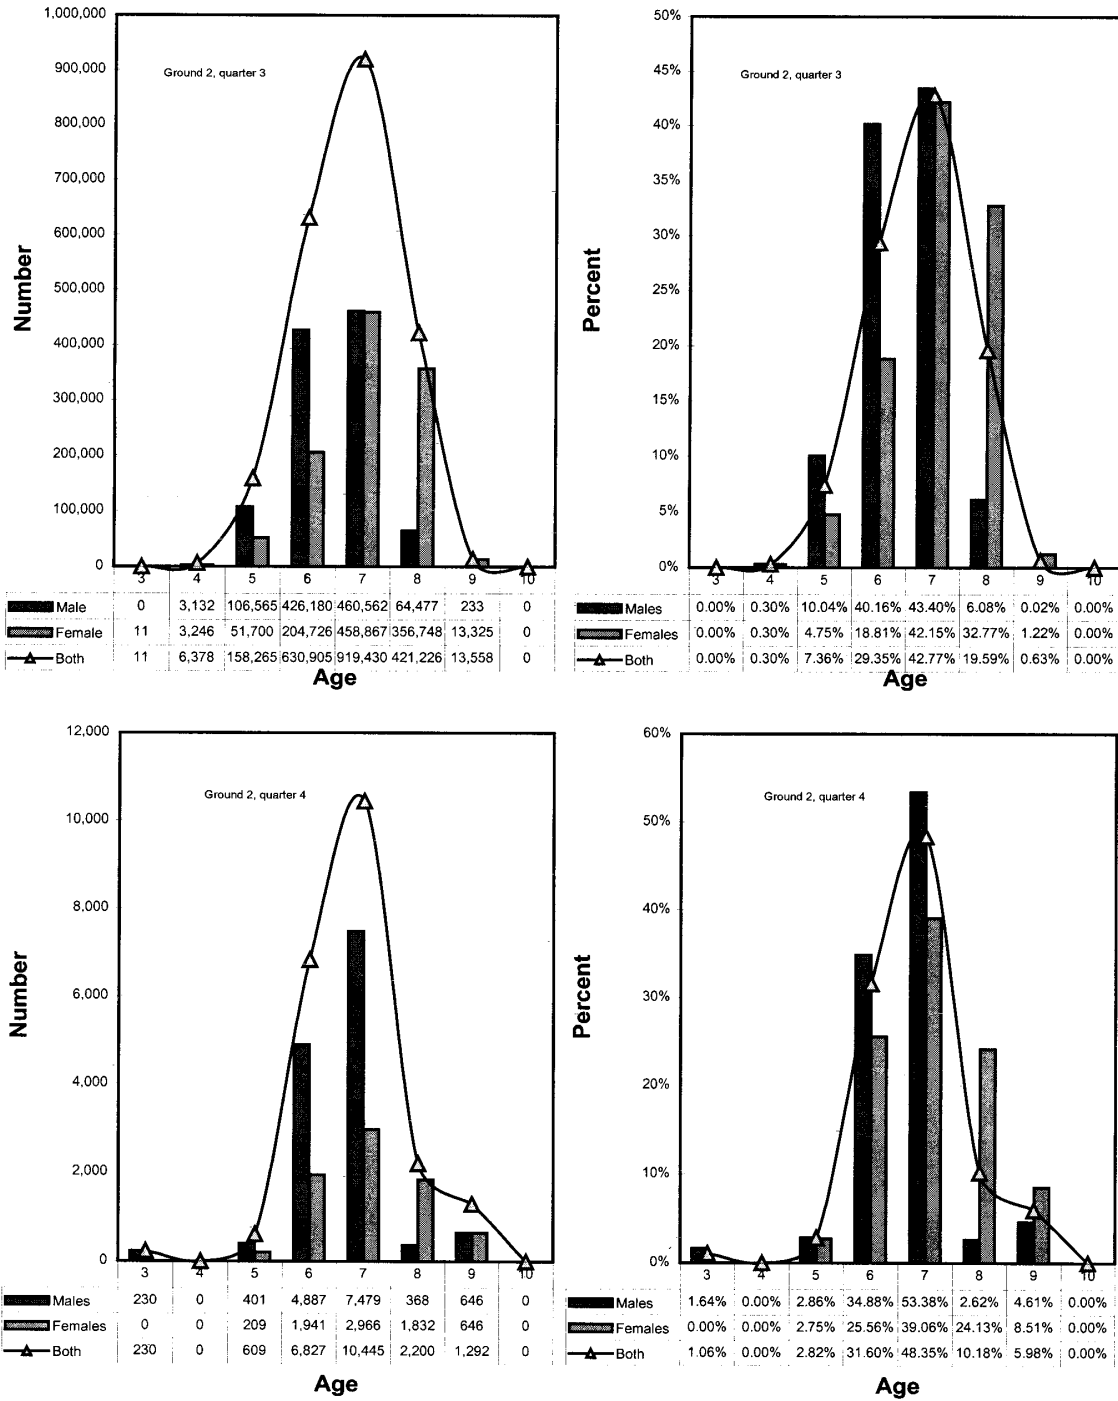 1,000,000
900,000
800,000
700,000
600,000
500,000
400,000
300,000
200,000
100,000
0
Number
Ground 2, quarter 3
3 4 5 6 7 8 9 10
Male 0 3,132 106,565 426,180 460,562 64,477 233 0
Female 11 3,246 51,700 204,726 458,867 356,748 13,325 0
Both 11 6,378 158,265 630,905 919,430 421,226 13,558 0
Age
50%
45%
40%
35%
30%
25%
20%
15%
10%
5%
0%
Percent
Ground 2, quarter 3
3 4 5 6 7 8 9 10
Males 0.00% 0.30% 10.04% 40.16% 43.40% 6.08% 0.02% 0.00%
Females 0.00% 0.30% 4.75% 18.81% 42.15% 32.77% 1.22% 0.00%
Both 0.00% 0.30% 7.36% 29.35% 42.77% 19.59% 0.63% 0.00%
Age
12,000
10,000
8,000
6,000
4,000
2,000
0
Number
Ground 2, quarter 4
3 4 5 6 7 8 9 10
Males 230 0 401 4,887 7,479 368 646 0
Females 0 0 209 1,941 2,966 1,832 646 0
Both 230 0 609 6,827 10,445 2,200 1,292 0
Age
60%
50%
40%
30%
20%
10%
0%
Percent
Ground 2, quarter 4
3 4 5 6 7 8 9 10
Males 1.64% 0.00% 2.86% 34.88% 53.38% 2.62% 4.61% 0.00%
Females 0.00% 0.00% 2.75% 25.56% 39.06% 24.13% 8.51% 0.00%
Both 1.06% 0.00% 2.82% 31.60% 48.35% 10.18% 5.98% 0.00%
Age